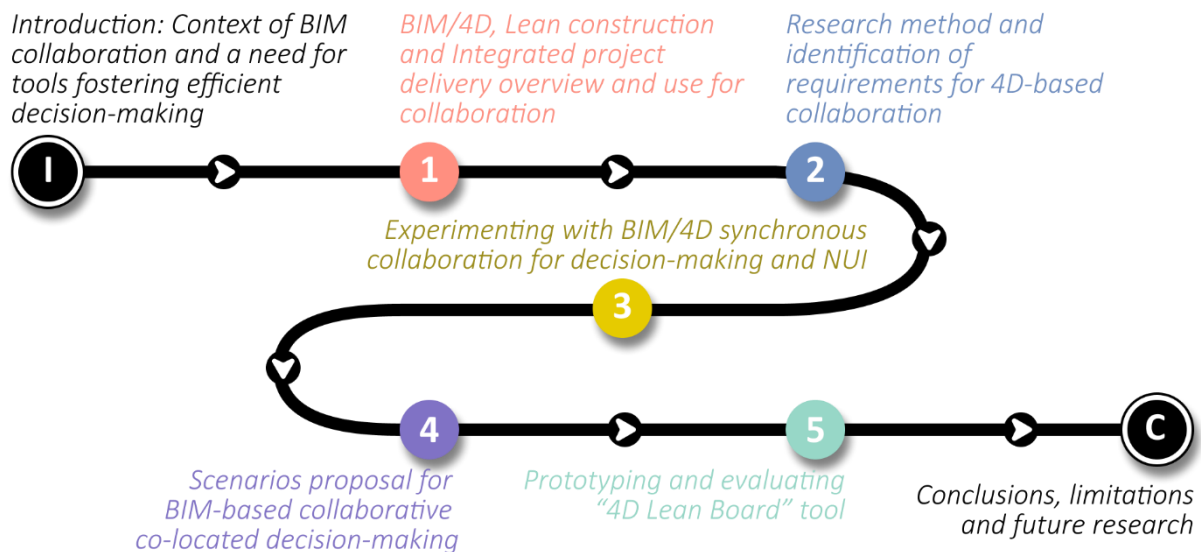 Introduction: Context of BIM
collaboration and a need for
tools fostering efficient
decision-making
BIM/4D, Lean construction
and Integrated project
delivery overview and use for
collaboration
Research method and
identification of
requirements for 4D-based
collaboration
I
1
2
Experimenting with BIM/4D synchronous
collaboration for decision-making and NUI
3
4
5
C
Scenarios proposal for
BIM-based collaborative
co-located decision-making
Prototyping and evaluating
“4D Lean Board” tool
Conclusions, limitations
and future research